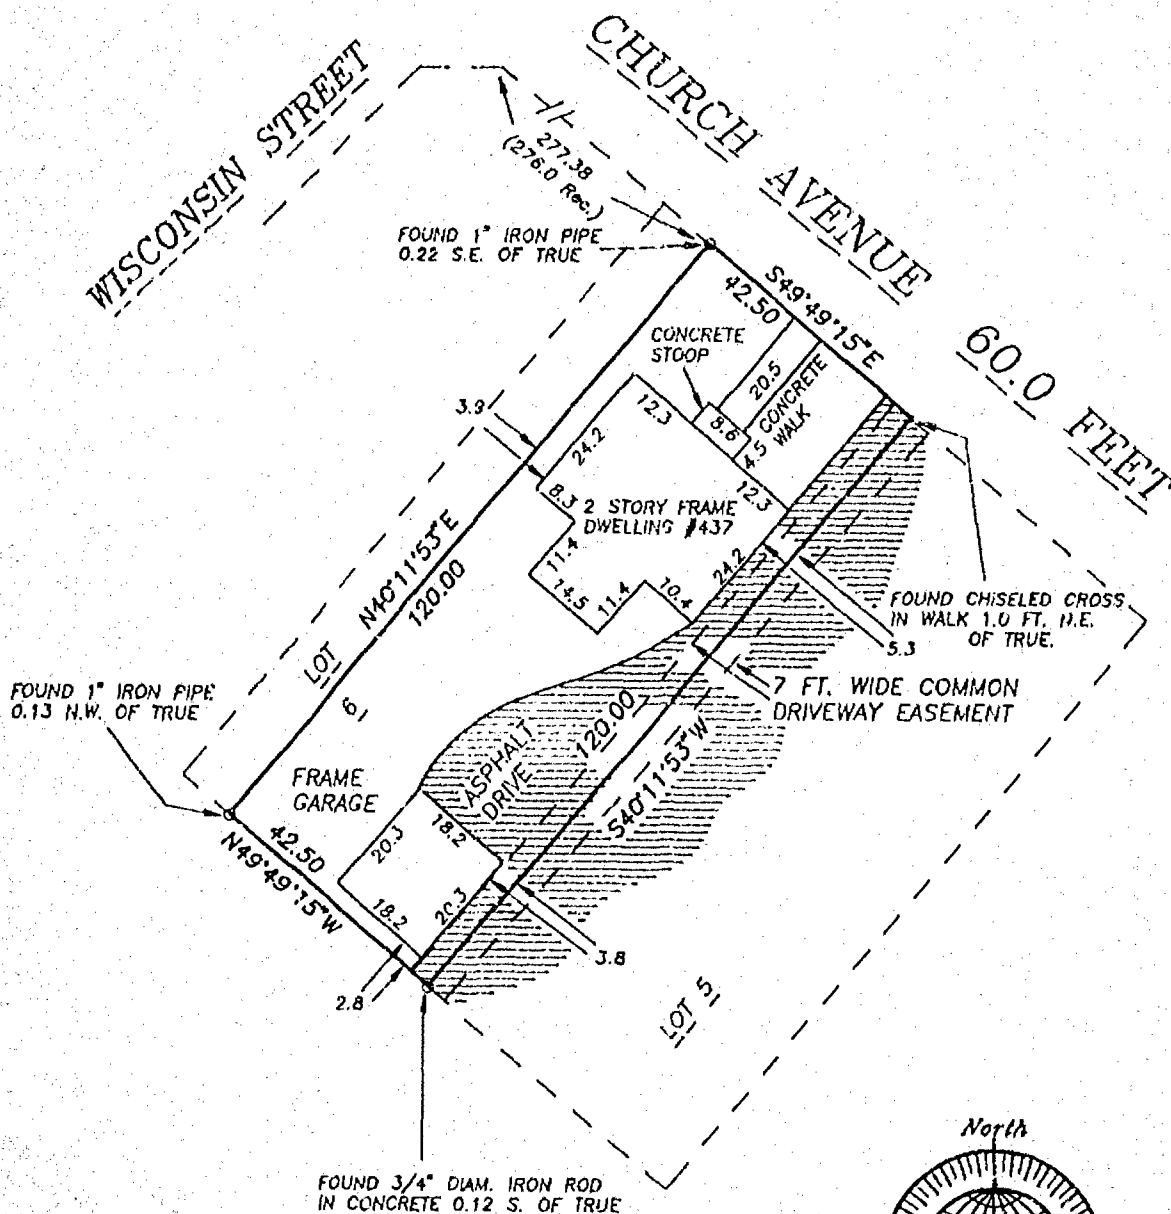 WISCONSIN STREET
CHURCH AVENUE 60.0 FEET
277.38
(276.0 Rec.)
FOUND 1" IRON PIPE
0.22 S.E. OF TRUE
S49°49'15"E
42.50
CONCRETE
STOOP
20.5
CONCRETE
WALK
3.9
12.3
8.6
4.5
24.2
12.3
8.3
2 STORY FRAME
DWELLING #437
11.4
14.5
11.4
10.4
24.2
N40°11'53"E
120.00
FOUND CHISELED CROSS
IN WALK 1.0 FT. N.E.
OF TRUE.
5.3
LOT
6
FOUND 1" IRON PIPE
0.13 N.W. OF TRUE
7 FT. WIDE COMMON
DRIVEWAY EASEMENT
120.00
S40°11'53"W
ASPHALT
DRIVE
FRAME
GARAGE
18.2
20.3
42.50
N49°49'15"W
18.2
20.3
3.8
2.8
LOT 5
FOUND 3/4" DIAM. IRON ROD
IN CONCRETE 0.12 S. OF TRUE
North